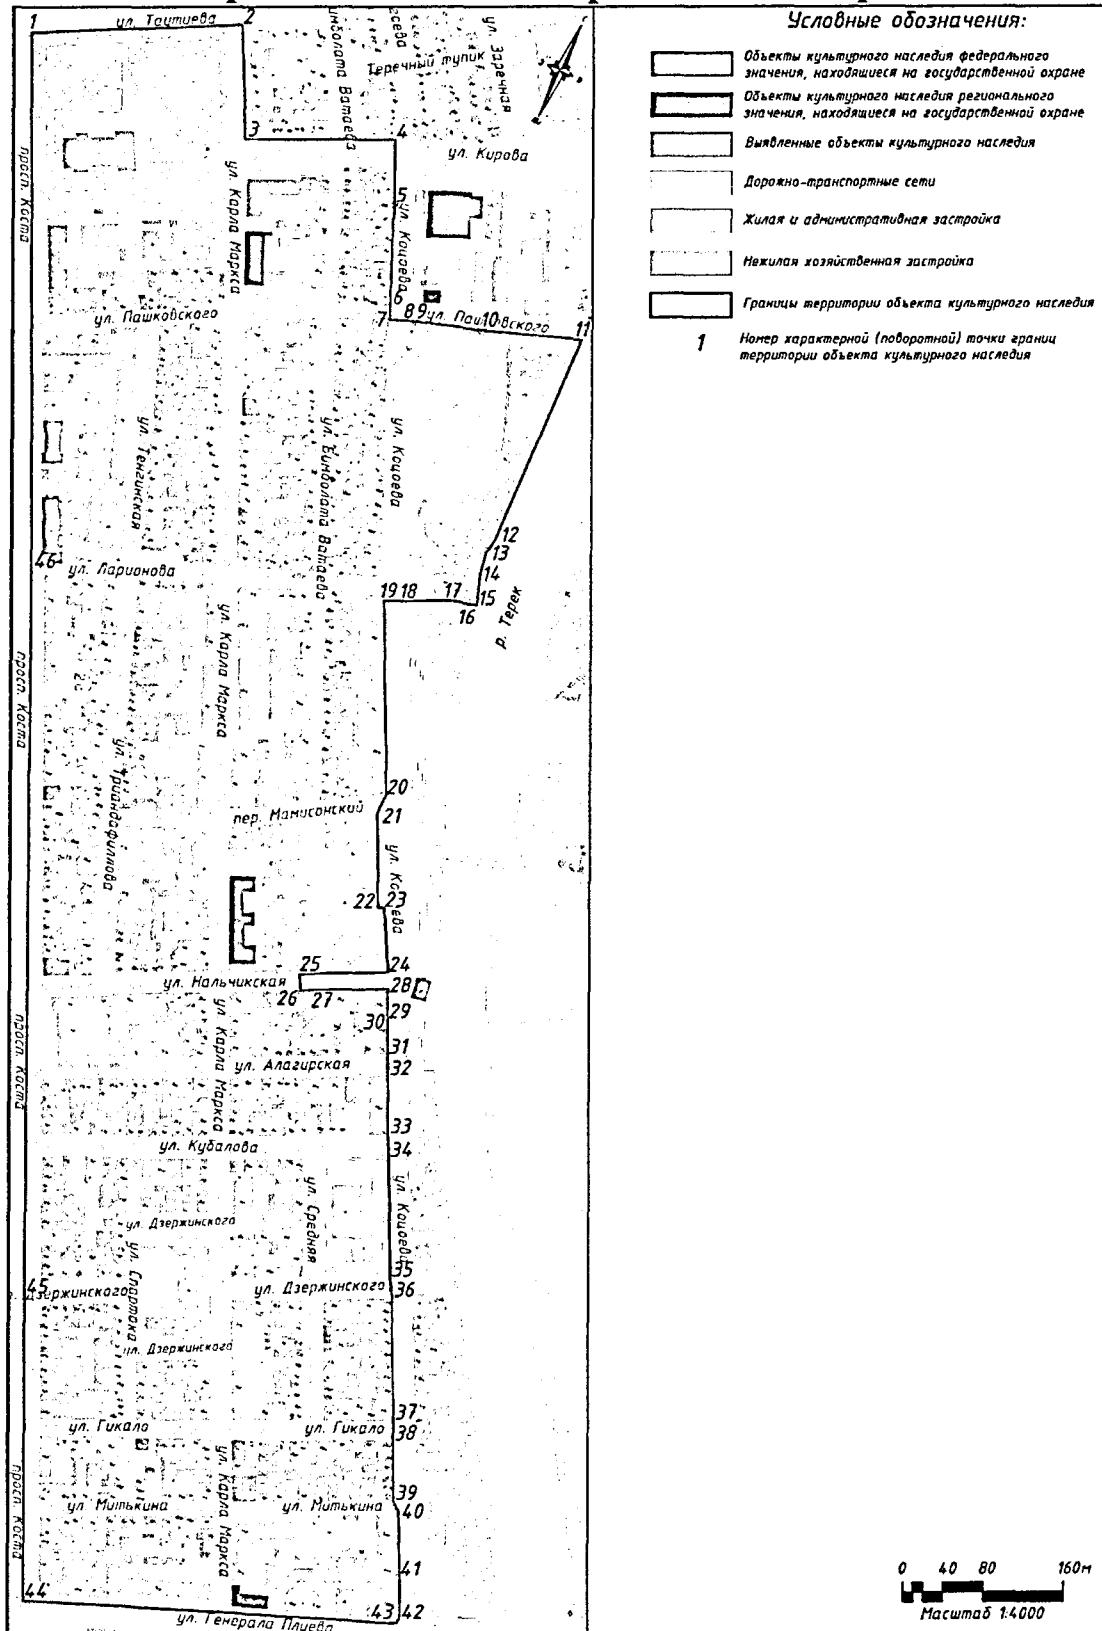 1
ул. Таутиева
2
ул. Заречная
Теречный тупик
3
4
ул. Кирова
просп. Коста
ул. Карла Маркса
5
ул. Коцоева
6
7
8
9
10
11
ул. Пашковского
ул. Тенгинская
ул. Бимболата Ватаева
ул. Коцоева
12
13
14
15
16
17
18
19
р. Терек
46
ул. Ларионова
просп. Коста
ул. Карла Маркса
ул. Триандафиллова
20
21
пер. Мамисонский
22
23
24
25
ул. Нальчикская
26
27
28
29
30
31
32
ул. Алагирская
просп. Коста
ул. Карла Маркса
33
34
ул. Кубалова
ул. Средняя
ул. Коцоева
ул. Дзержинского
ул. Спартака
35
36
45
Дзержинского
ул. Дзержинского
ул. Дзержинского
37
38
ул. Гикало
ул. Гикало
просп. Коста
ул. Карла Маркса
39
40
ул. Митькина
ул. Митькина
41
42
43
44
ул. Генерала Плиева
Условные обозначения:
Объекты культурного наследия федерального
значения, находящиеся на государственной охране
Объекты культурного наследия регионального
значения, находящиеся на государственной охране
Выявленные объекты культурного наследия
Дорожно-транспортные сети
Жилая и административная застройка
Нежилая хозяйственная застройка
Границы территории объекта культурного наследия
1 Номер характерной (поворотной) точки границ
территории объекта культурного наследия
0 40 80 160м
Масштаб 1:4000